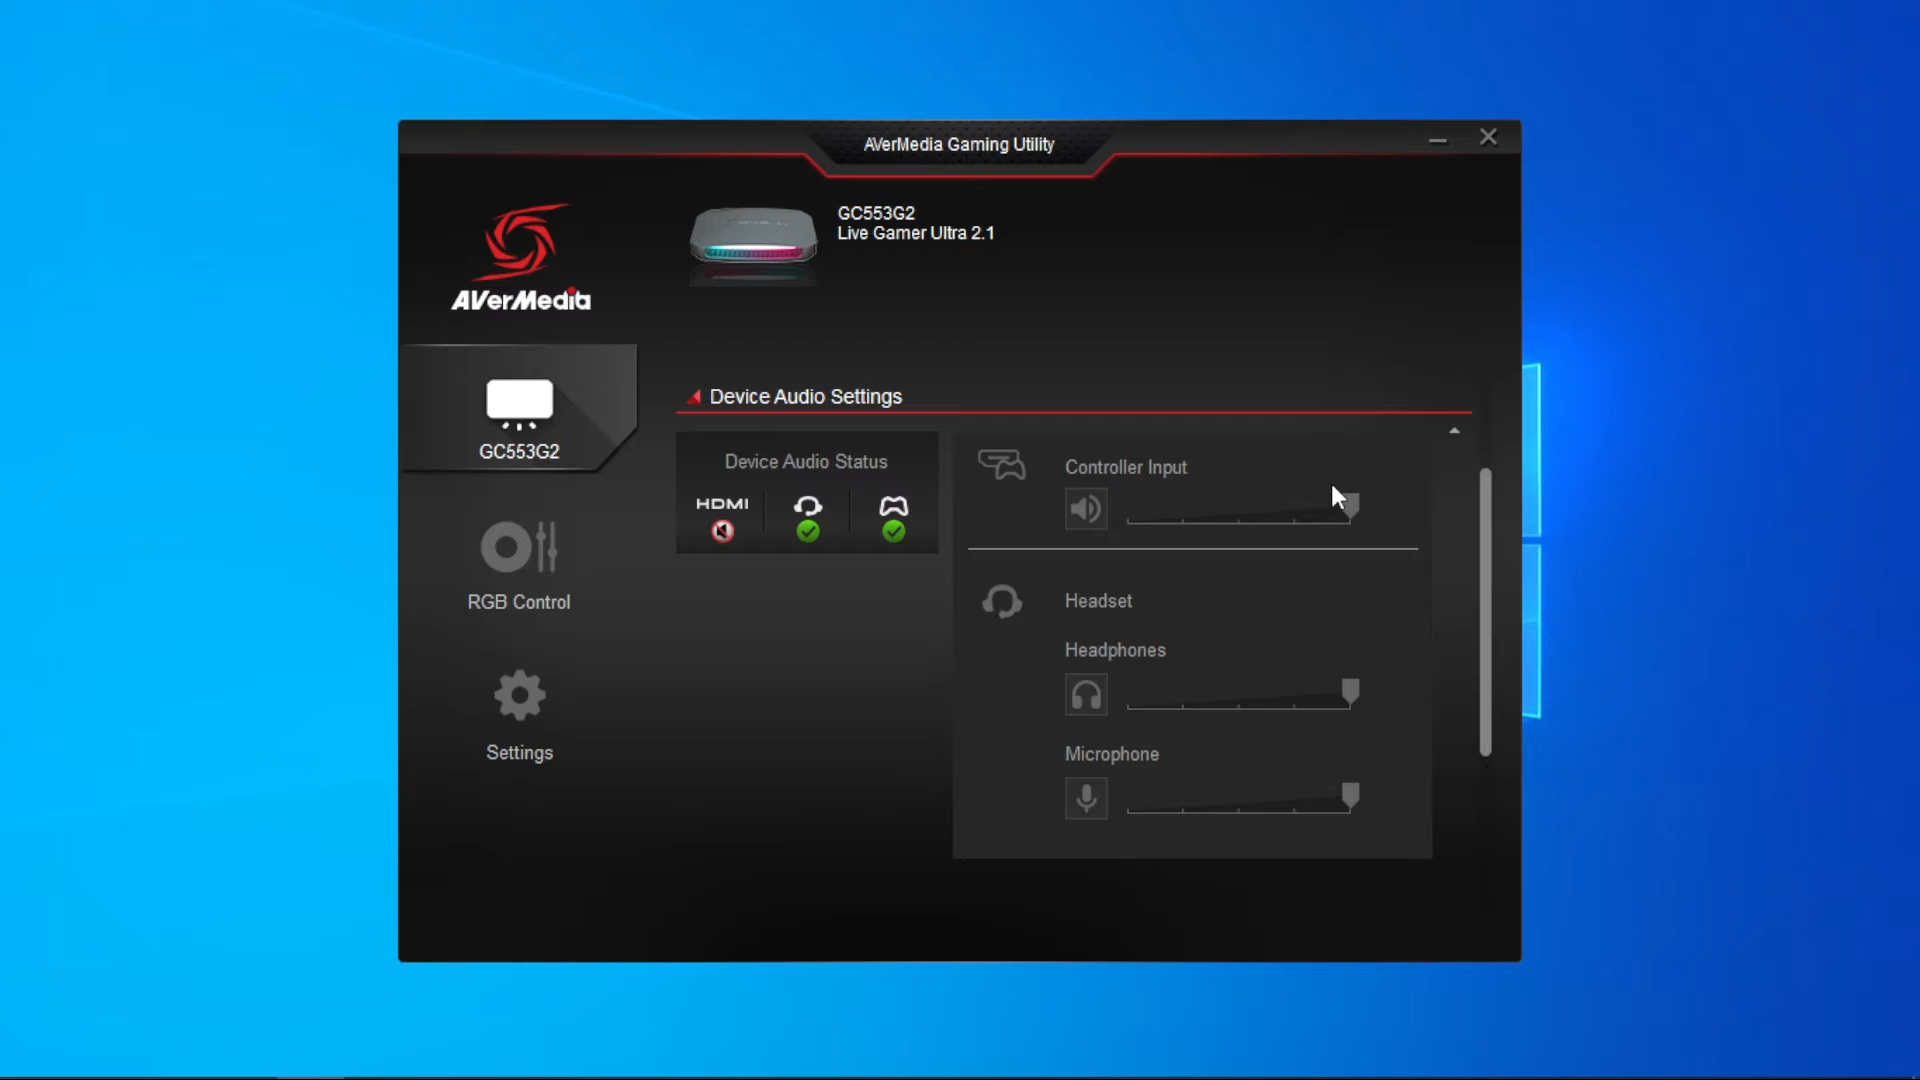 AVerMedia Gaming Utility
GC553G2
Live Gamer Ultra 2.1
AVerMedia
GC553G2
RGB Control
Settings
Device Audio Settings
Device Audio Status
HDMI
Controller Input
Headset
Headphones
Microphone